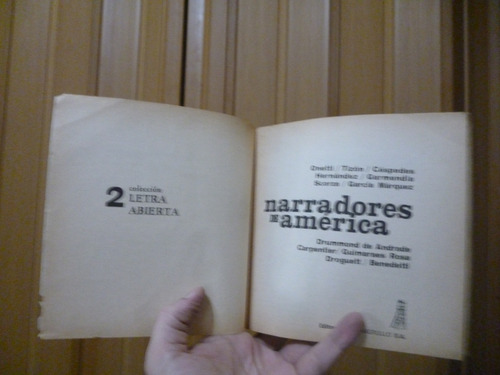 2 colección
LETRA
ABIERTA
Onetti / Tizón / Céspedes
Hernández / Garmendia
Scorza / García Márquez
narradores
DE américa
Drummond de Andrade
Carpentier / Guimaraes Rosa
Droguett / Benedetti
S.A.